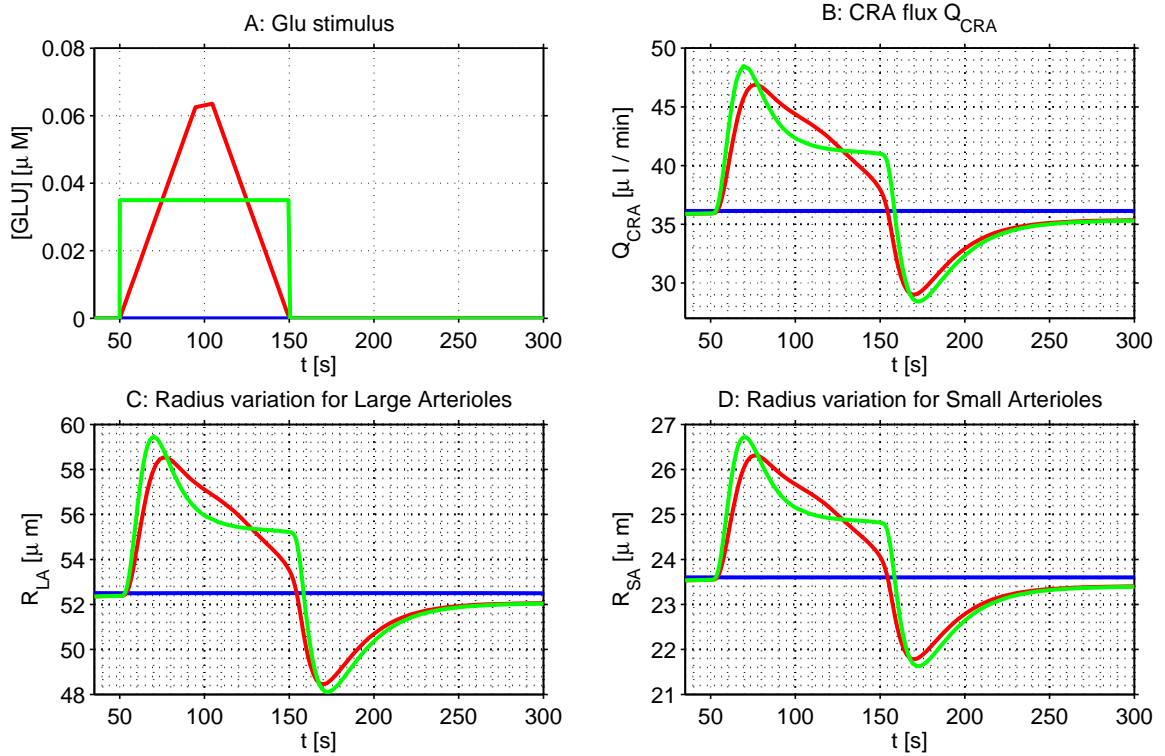 A: Glu stimulus
B: CRA flux Q_CRA
0.08
0.06
0.04
0.02
0
[GLU] [μ M]
50 100 150 200 250 300
t [s]
50
45
40
35
30
Q_CRA [μ l / min]
50 100 150 200 250 300
t [s]
C: Radius variation for Large Arterioles
D: Radius variation for Small Arterioles
60
58
56
54
52
50
48
R_LA [μ m]
50 100 150 200 250 300
t [s]
27
26
25
24
23
22
21
R_SA [μ m]
50 100 150 200 250 300
t [s]